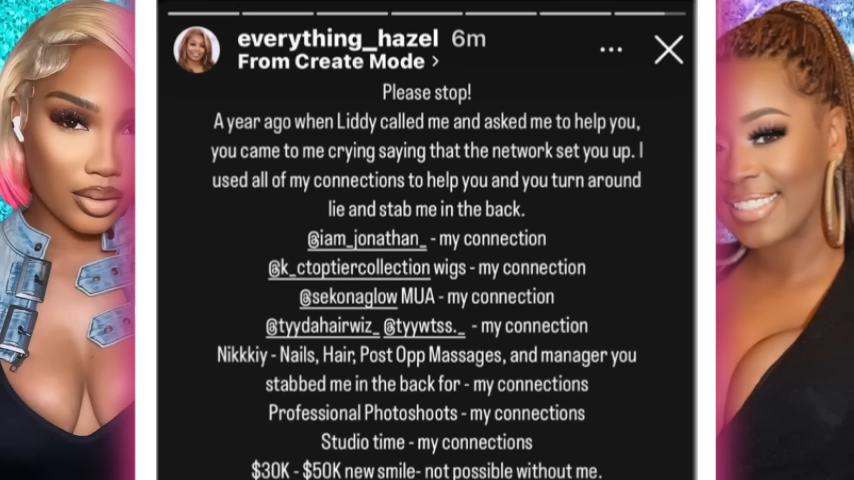 everything_hazel 6m
From Create Mode >
Please stop!
A year ago when Liddy called me and asked me to help you,
you came to me crying saying that the network set you up. I
used all of my connections to help you and you turn around
lie and stab me in the back.
@iam_jonathan_ - my connection
@k_ctoptiercollection wigs - my connection
@sekonaglow MUA - my connection
@tyydahairwiz_ @tyywtss._ - my connection
Nikkkiy - Nails, Hair, Post Opp Massages, and manager you
stabbed me in the back for - my connections
Professional Photoshoots - my connections
Studio time - my connections
$30K - $50K new smile- not possible without me.